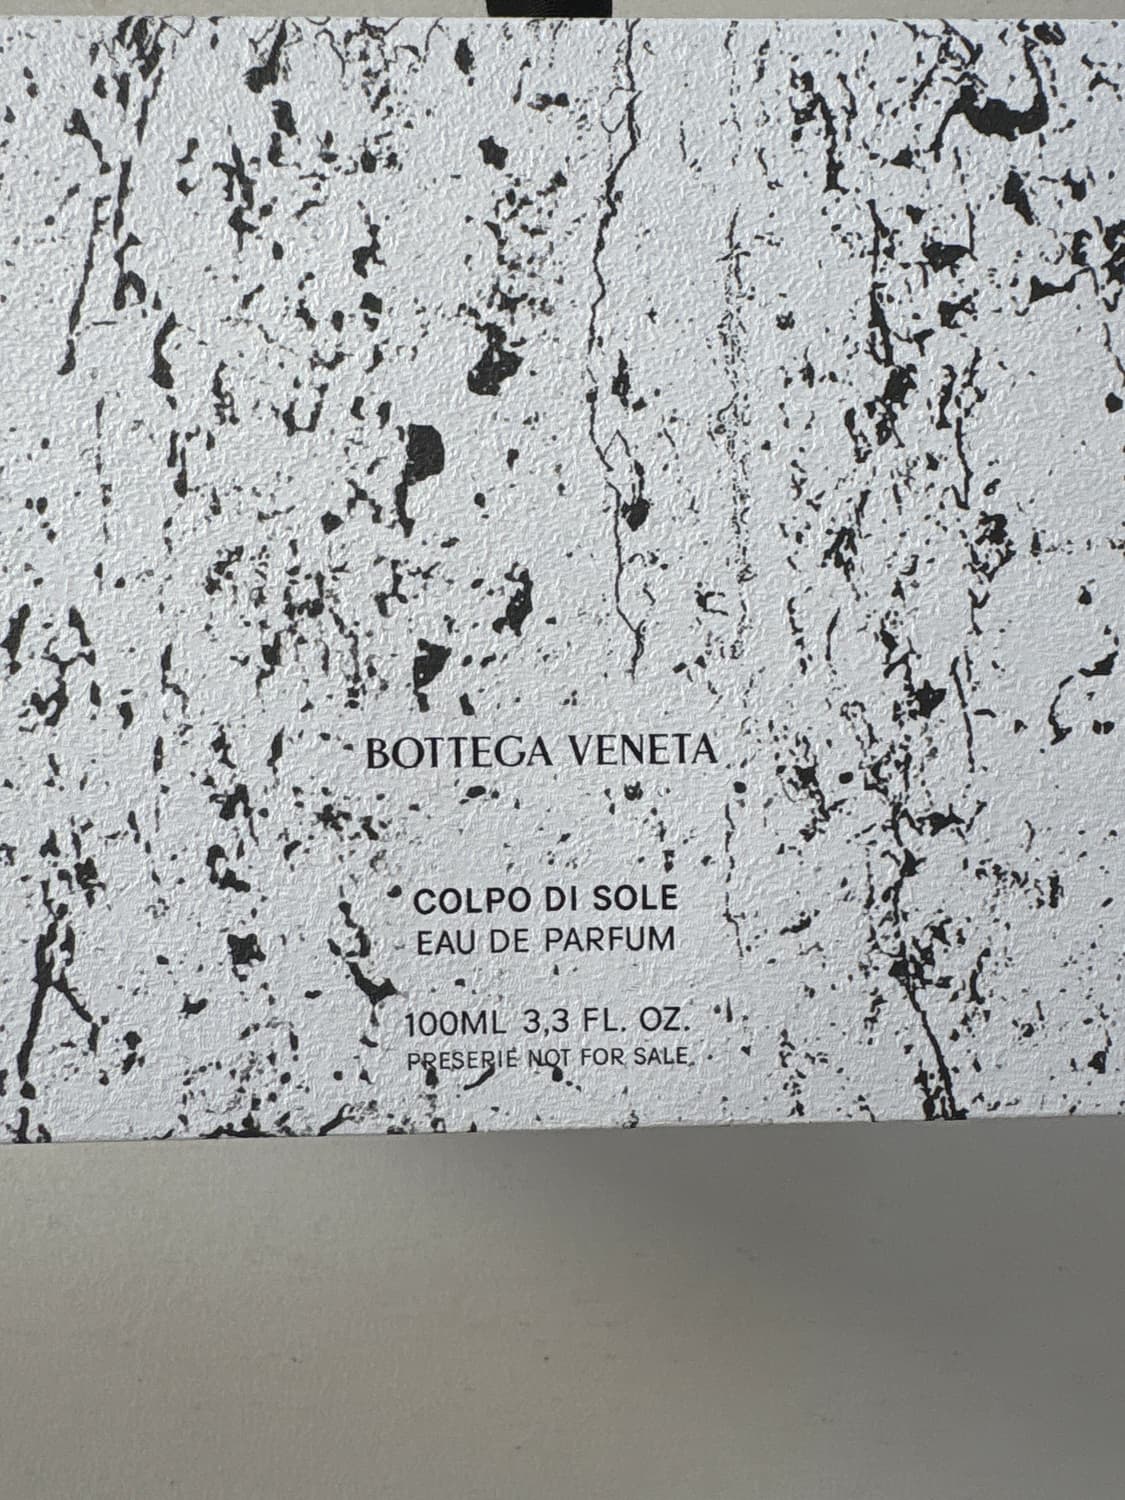 BOTTEGA VENETA
COLPO DI SOLE
EAU DE PARFUM
100ML 3,3 FL. OZ.
PRESERIE NOT FOR SALE